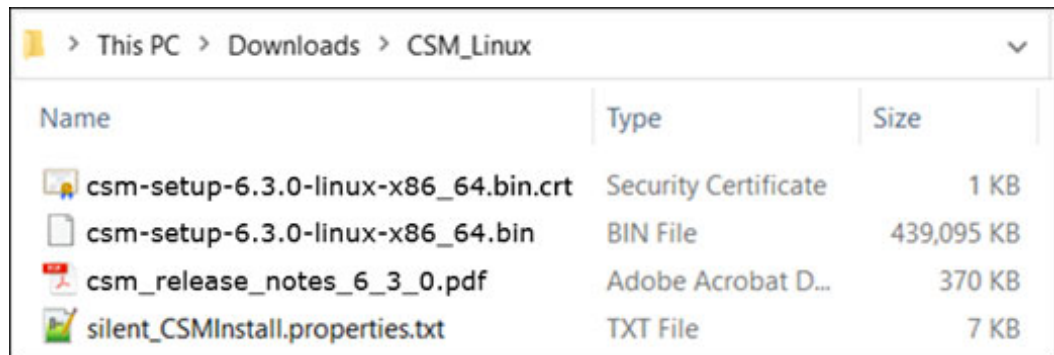 > This PC > Downloads > CSM_Linux
Name Type Size
csm-setup-6.3.0-linux-x86_64.bin.crt Security Certificate 1 KB
csm-setup-6.3.0-linux-x86_64.bin BIN File 439,095 KB
csm_release_notes_6_3_0.pdf Adobe Acrobat D... 370 KB
silent_CSMInstall.properties.txt TXT File 7 KB